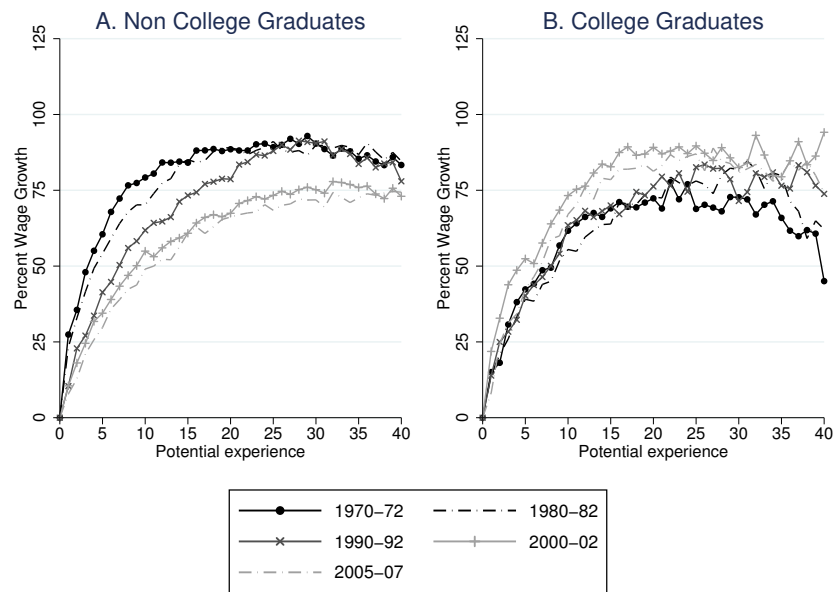 A. Non College Graduates
Percent Wage Growth
125
100
75
50
25
0
0 5 10 15 20 25 30 35 40
Potential experience
B. College Graduates
Percent Wage Growth
125
100
75
50
25
0
0 5 10 15 20 25 30 35 40
Potential experience
1970−72 1980−82
1990−92 2000−02
2005−07